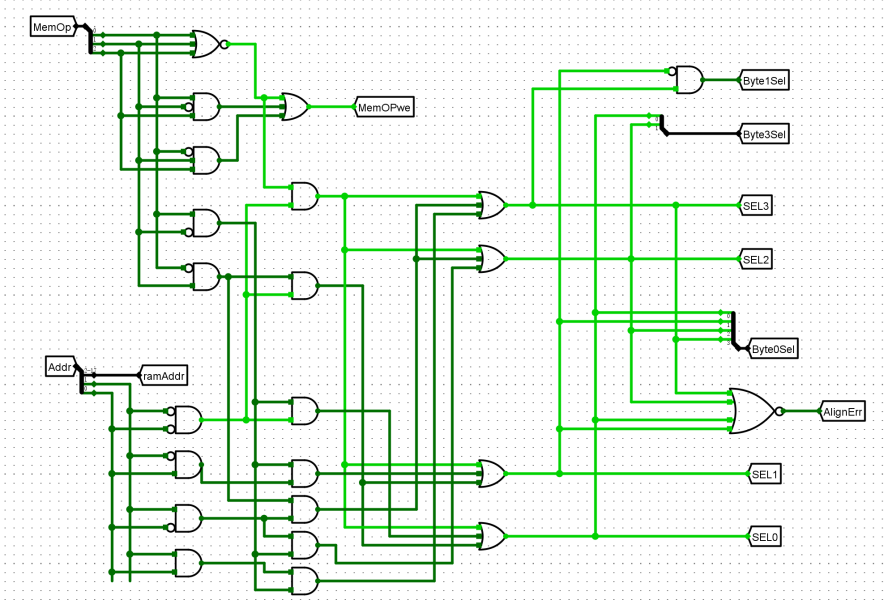 MemOp
Byte1Sel
MemOPwe
Byte3Sel
SEL3
SEL2
Byte0Sel
Addr
ramAddr
AlignErr
SEL1
SEL0